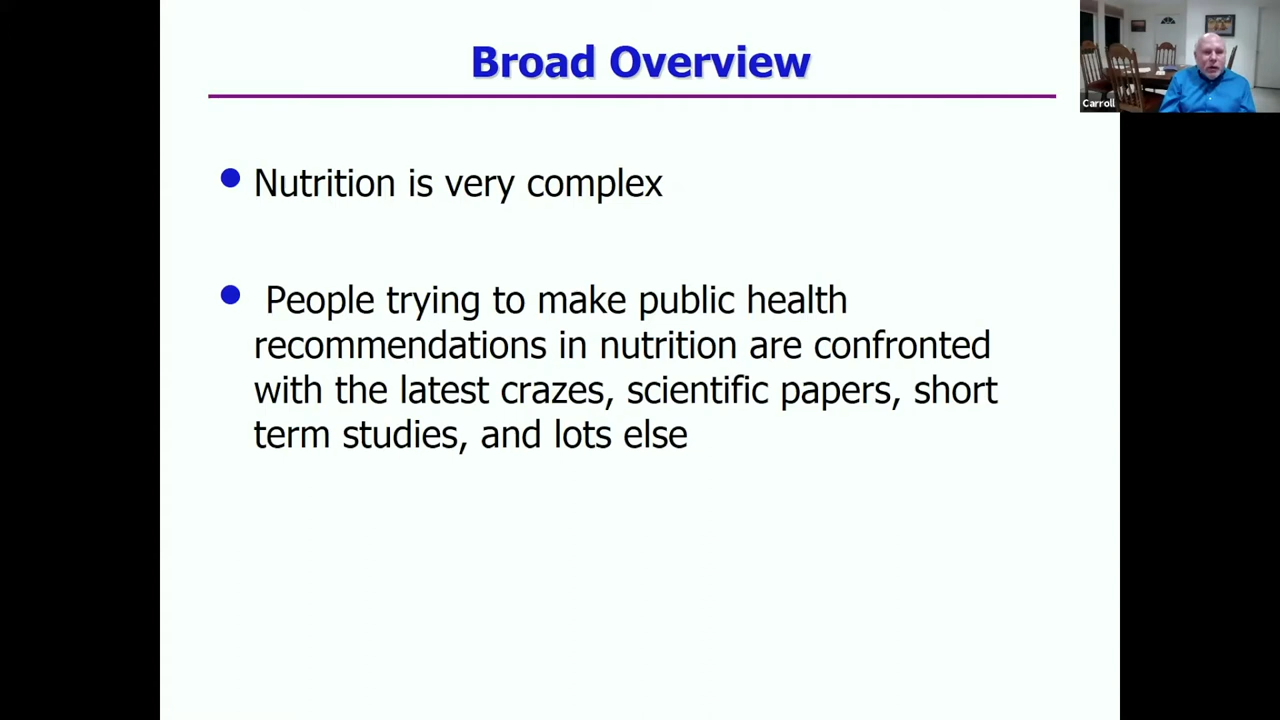 Broad Overview
Carroll
Nutrition is very complex
People trying to make public health
recommendations in nutrition are confronted
with the latest crazes, scientific papers, short
term studies, and lots else